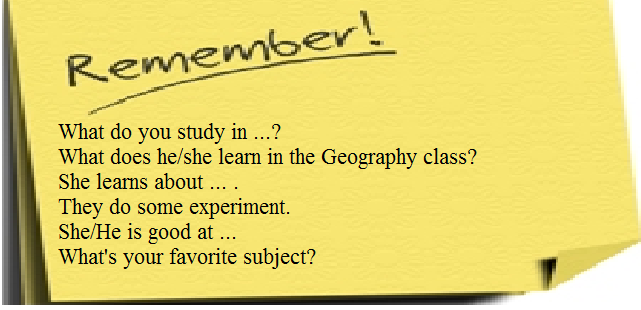 Remember!
What do you study in ...?
What does he/she learn in the Geography class?
She learns about ... .
They do some experiment.
She/He is good at ...
What's your favorite subject?